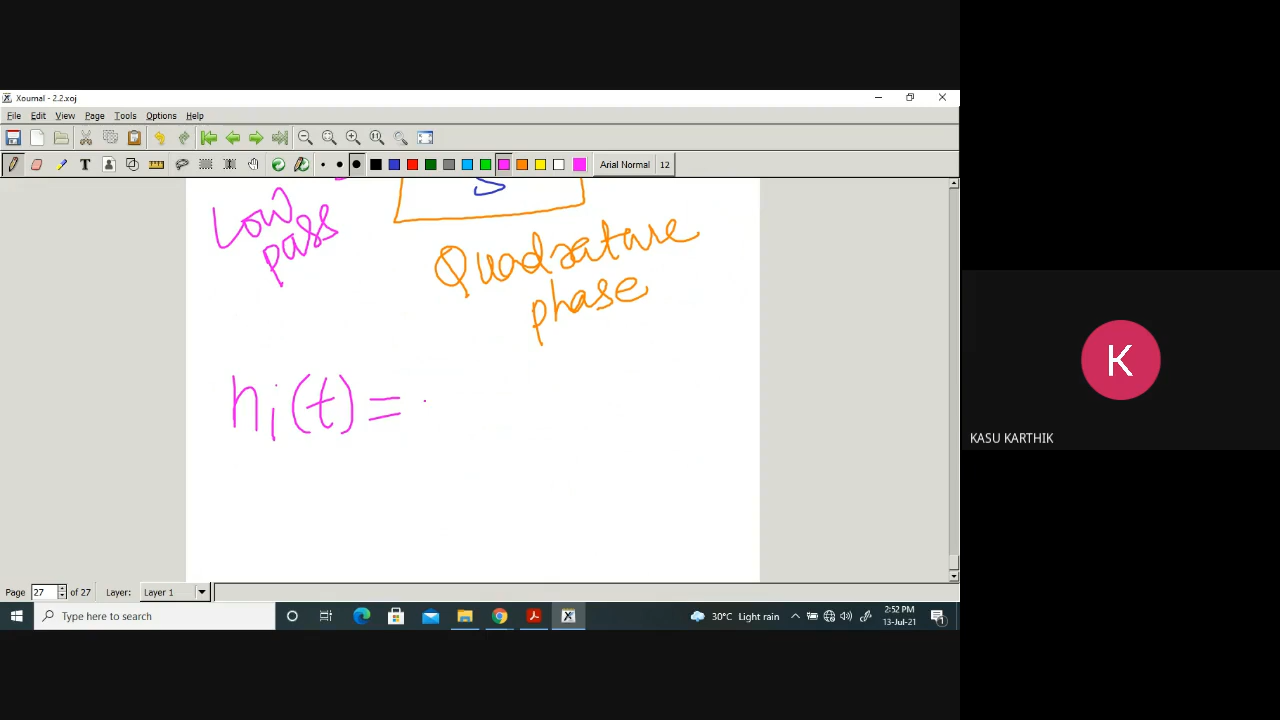 Xournal - 2.2.xoj
File Edit View Page Tools Options Help
Arial Normal 12
S
Low
pass
Quadrature
phase
n_i(t)=
K
KASU KARTHIK
Page 27 of 27 Layer: Layer 1
Type here to search
30°C Light rain
2:52 PM
13-Jul-21
1